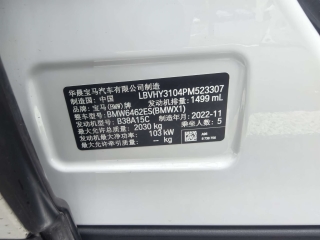 华晨宝马汽车有限公司制造
制造国：中国 LBVHY3104PM523307
品牌：宝马(BMW)牌 发动机排量：1499 mL
整车型号：BMW6462ES(BMWX1)
发动机型号：B38A15C 制造年月：2022-11
最大允许总质量：2030 kg 乘坐人数：5
发动机最大净功率：103 kW
最大允许牵引质量：— kg